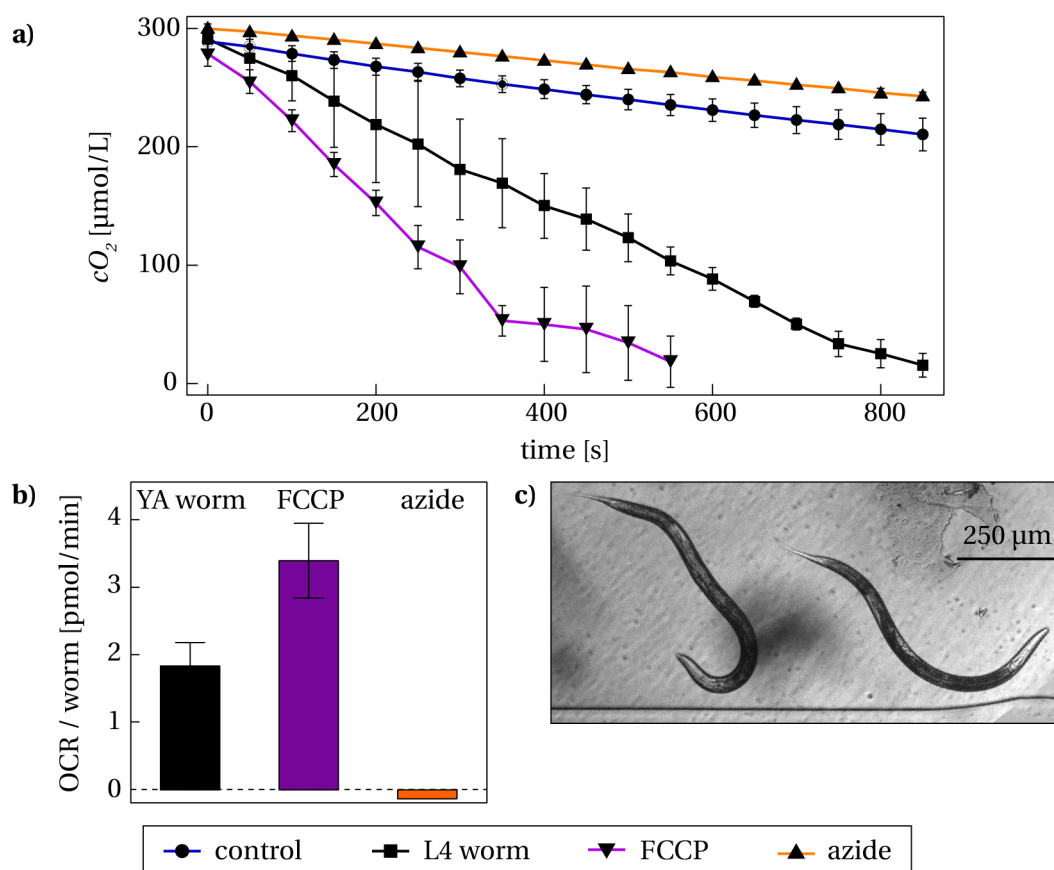 a)
300
200
100
0
cO2 [µmol/L]
0 200 400 600 800
time [s]
b)
YA worm FCCP azide
4
3
2
1
0
OCR / worm [pmol/min]
c)
250 µm
control L4 worm FCCP azide